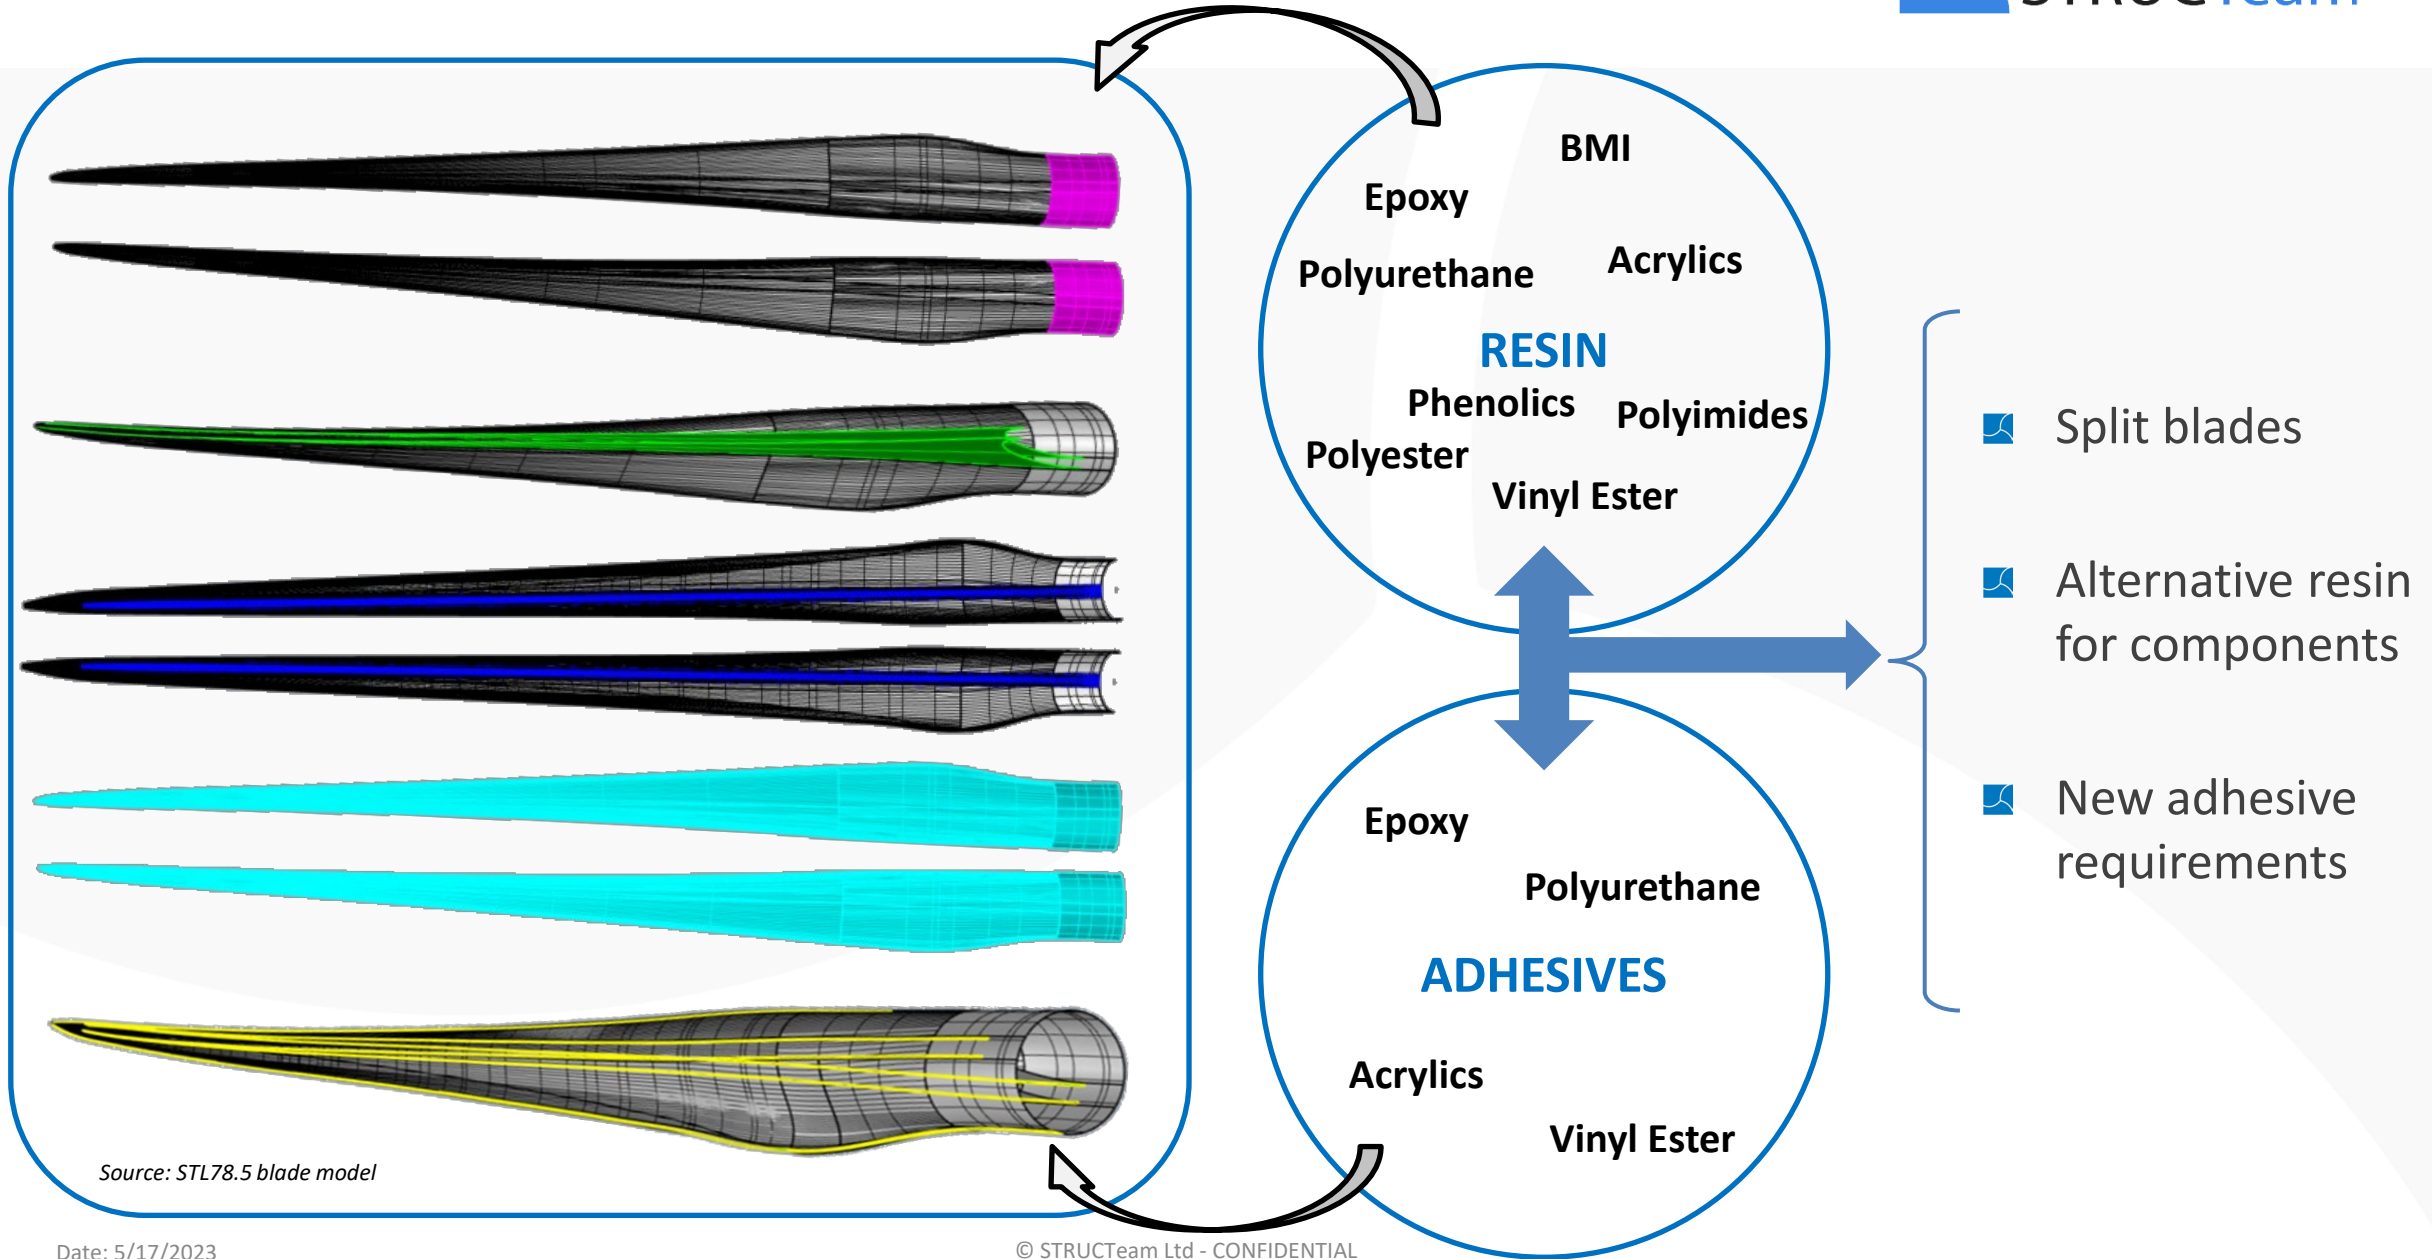 STRUCTeam
BMI
Epoxy
Acrylics
Polyurethane
RESIN
Phenolics
Polyimides
Polyester
Vinyl Ester
Split blades
Alternative resin
for components
New adhesive
requirements
Epoxy
Polyurethane
ADHESIVES
Acrylics
Vinyl Ester
Source: STL78.5 blade model
Date: 5/17/2023
© STRUCTeam Ltd - CONFIDENTIAL